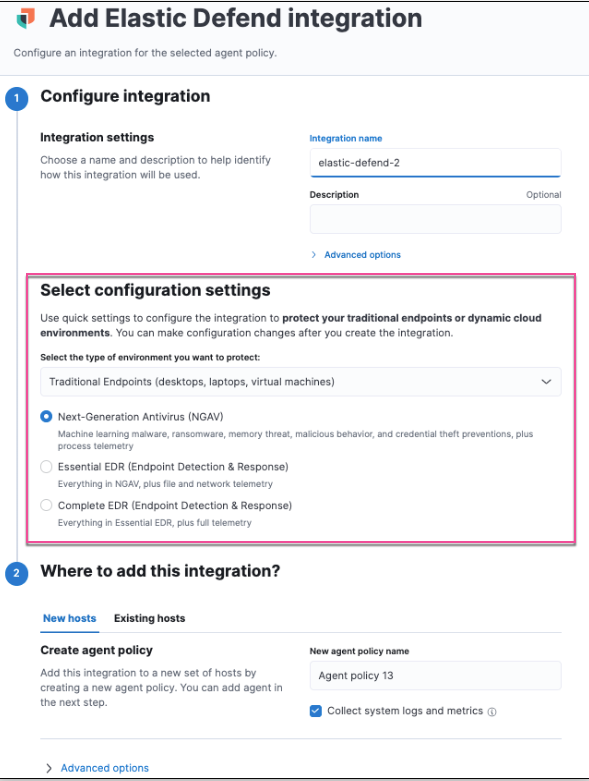 Add Elastic Defend integration
Configure an integration for the selected agent policy.
1 Configure integration
Integration settings
Choose a name and description to help identify
how this integration will be used.
Integration name
elastic-defend-2
Description Optional
Advanced options
Select configuration settings
Use quick settings to configure the integration to protect your traditional endpoints or dynamic cloud
environments. You can make configuration changes after you create the integration.
Select the type of environment you want to protect:
Traditional Endpoints (desktops, laptops, virtual machines)
Next-Generation Antivirus (NGAV)
Machine learning malware, ransomware, memory threat, malicious behavior, and credential theft preventions, plus
process telemetry
Essential EDR (Endpoint Detection & Response)
Everything in NGAV, plus file and network telemetry
Complete EDR (Endpoint Detection & Response)
Everything in Essential EDR, plus full telemetry
2 Where to add this integration?
New hosts Existing hosts
Create agent policy
Add this integration to a new set of hosts by
creating a new agent policy. You can add agent in
the next step.
New agent policy name
Agent policy 13
Collect system logs and metrics
Advanced options